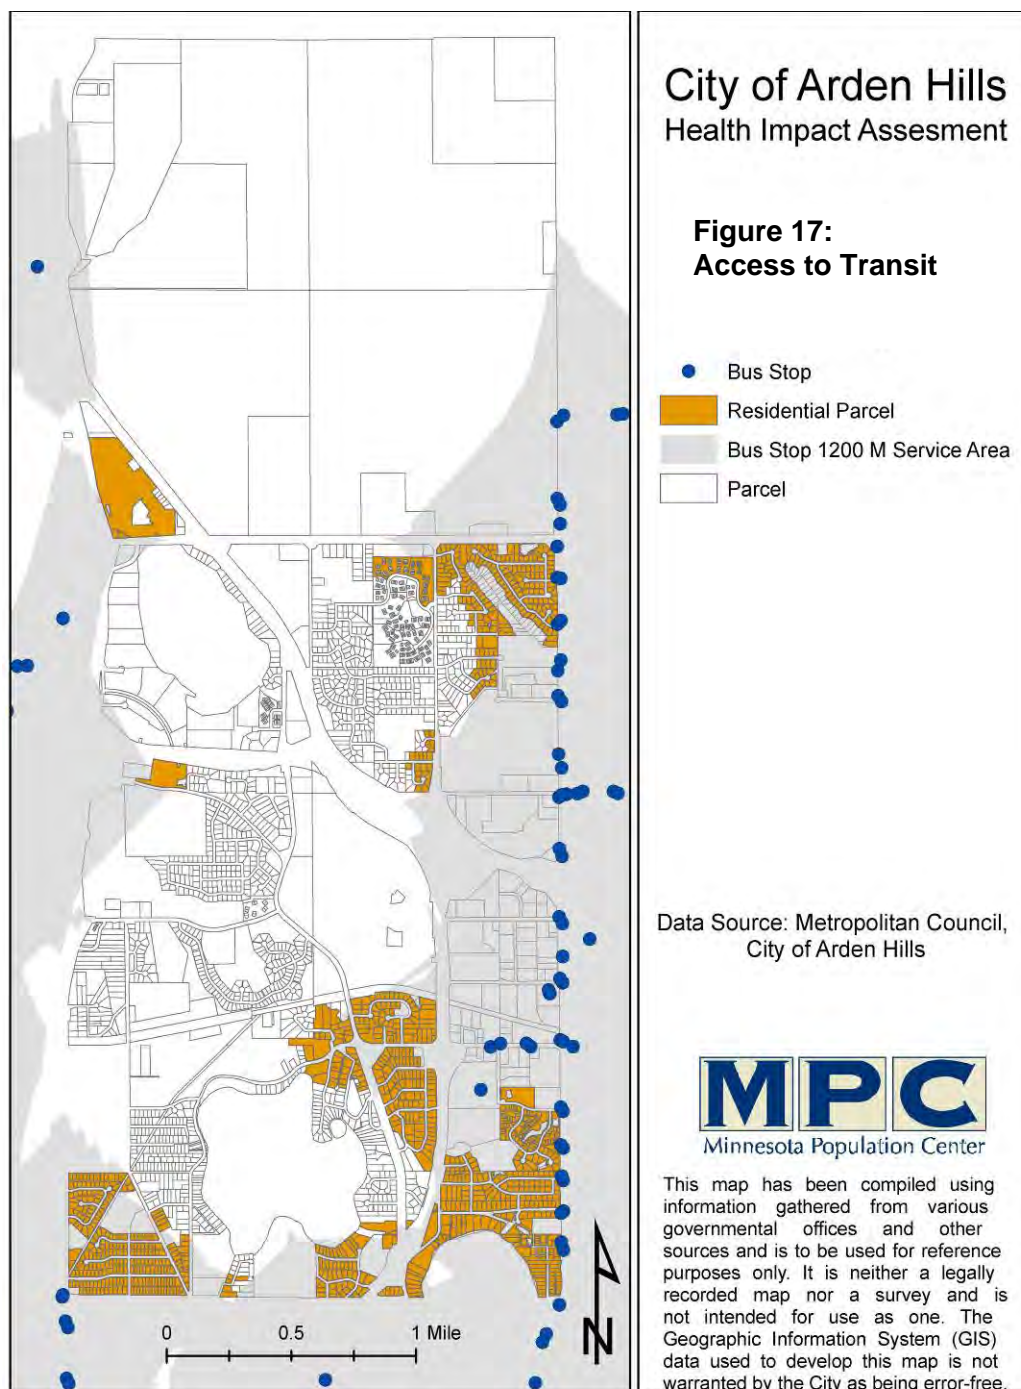 City of Arden Hills
Health Impact Assesment
Figure 17:
Access to Transit
Bus Stop
Residential Parcel
Bus Stop 1200 M Service Area
Parcel
Data Source: Metropolitan Council,
City of Arden Hills
MPC
Minnesota Population Center
This map has been compiled using
information gathered from various
governmental offices and other
sources and is to be used for reference
purposes only. It is neither a legally
recorded map nor a survey and is
not intended for use as one. The
Geographic Information System (GIS)
data used to develop this map is not
warranted by the City as being error-free.
0 0.5 1 Mile
N